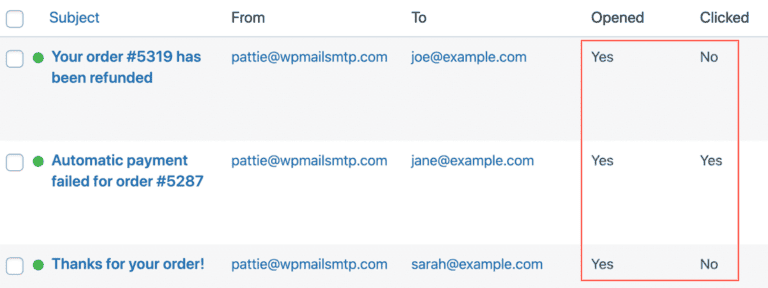 Subject From To Opened Clicked
Your order #5319 has pattie@wpmailsmtp.com joe@example.com Yes No
been refunded
Automatic payment pattie@wpmailsmtp.com jane@example.com Yes Yes
failed for order #5287
Thanks for your order! pattie@wpmailsmtp.com sarah@example.com Yes No